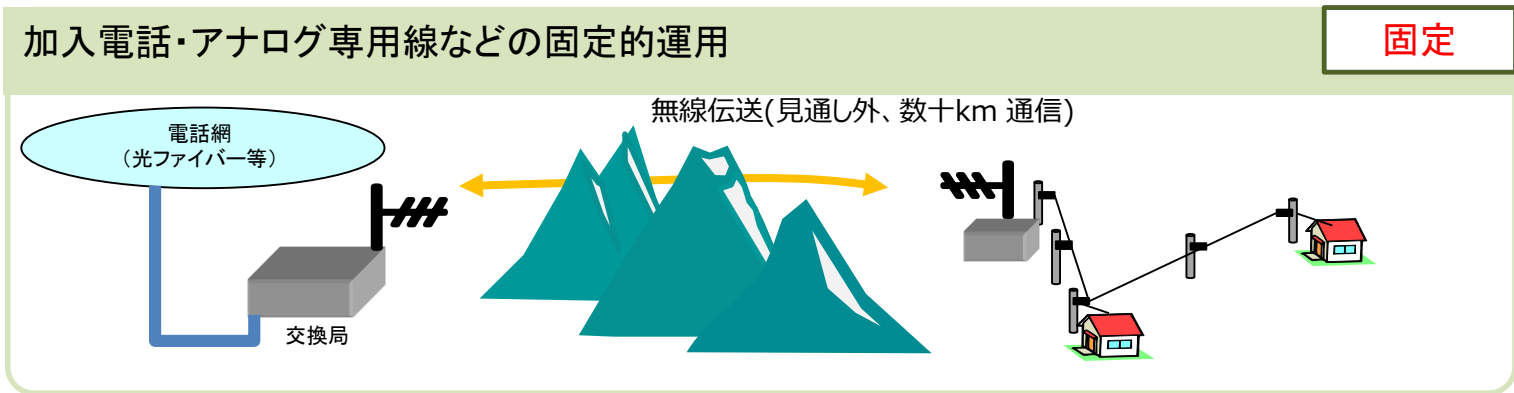 加入電話・アナログ専用線などの固定的運用
固定
無線伝送(見通し外、数十km 通信)
電話網
（光ファイバー等）
交換局